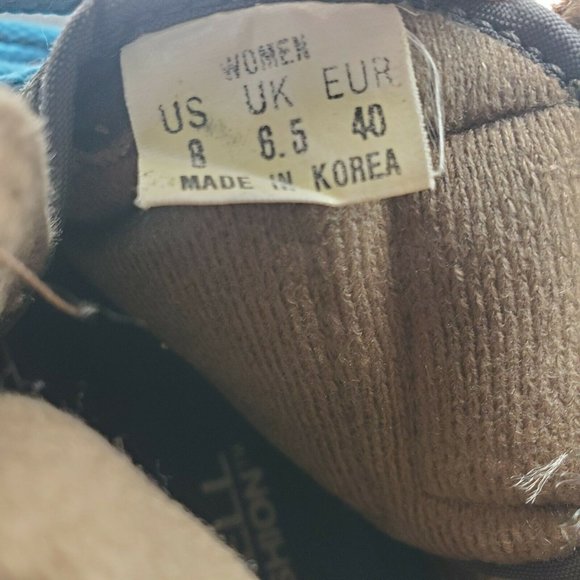 WOMEN
US UK EUR
8 6.5 40
MADE IN KOREA